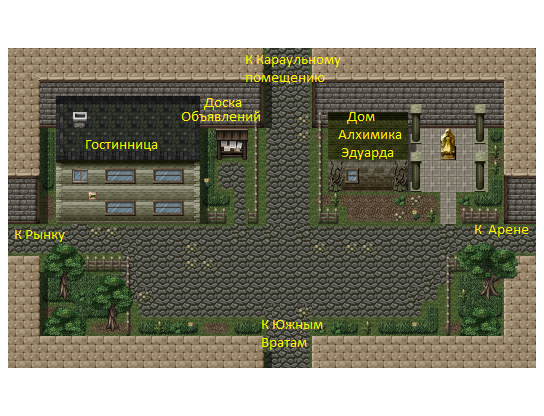 К Караульному
помещению
Доска
Объявлений
Дом
Алхимика
Эдуарда
Гостинница
К Рынку
К Арене
К Южным
Вратам